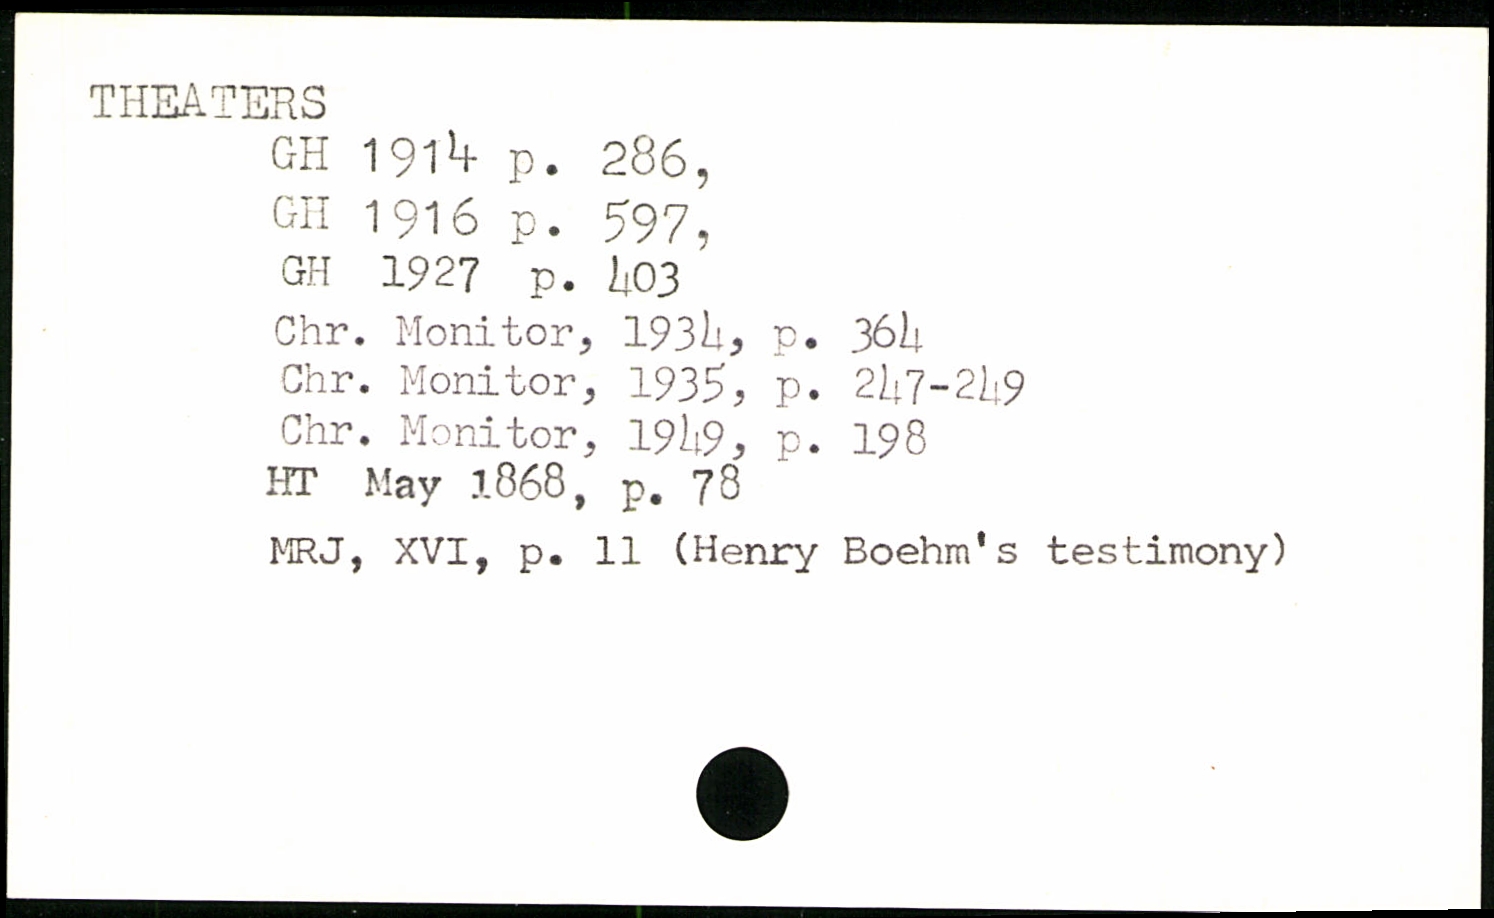 THEATERS
GH 1914 p. 286,
GH 1916 p. 597,
GH 1927 p. 403
Chr. Monitor, 1934, p. 364
Chr. Monitor, 1935, p. 247-249
Chr. Monitor, 1949, p. 198
HT May 1868, p. 78
MRJ, XVI, p. 11 (Henry Boehm's testimony)